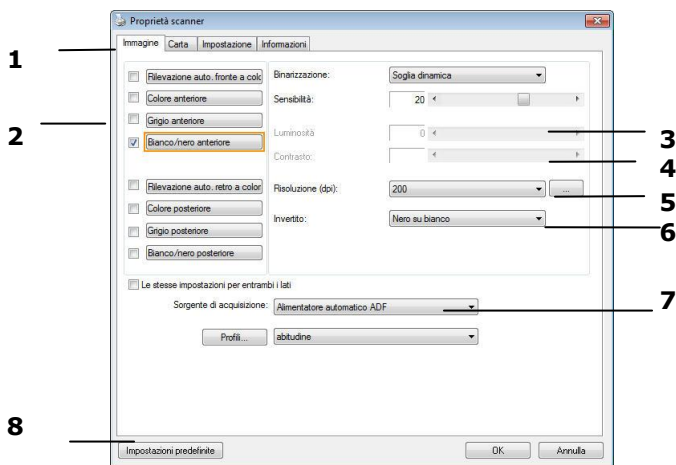 Proprietà scanner
Immagine Carta Impostazione Informazioni
1
2
Rilevazione auto. fronte a colo
Colore anteriore
Grigio anteriore
Bianco/nero anteriore
Rilevazione auto. retro a color
Colore posteriore
Grigio posteriore
Bianco/nero posteriore
Binarizzazione: Soglia dinamica
Sensibilità: 20
Luminosità 0
3
Contrasto:
4
Risoluzione (dpi): 200 ...
5
Invertito: Nero su bianco
6
Le stesse impostazioni per entrambi i lati
Sorgente di acquisizione: Alimentatore automatico ADF
7
Profili... abitudine
8
Impostazioni predefinite OK Annulla